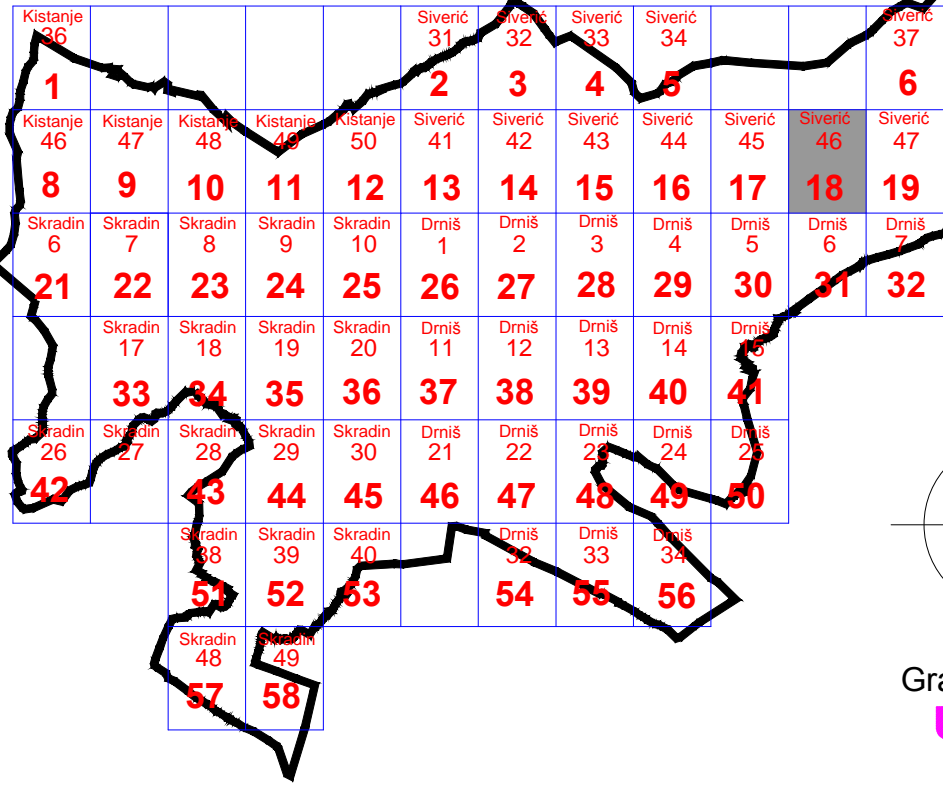 Kistanje Siverić Siverić Siverić Siverić Siverić
36 31 32 33 34 37
1 2 3 4 5 6
Kistanje Kistanje Kistanje Kistanje Kistanje Siverić Siverić Siverić Siverić Siverić Siverić Siverić
46 47 48 49 50 41 42 43 44 45 46 47
8 9 10 11 12 13 14 15 16 17 18 19
Skradin Skradin Skradin Skradin Skradin Drniš Drniš Drniš Drniš Drniš Drniš Drniš
6 7 8 9 10 1 2 3 4 5 6 7
21 22 23 24 25 26 27 28 29 30 31 32
Skradin Skradin Skradin Skradin Drniš Drniš Drniš Drniš Drniš
17 18 19 20 11 12 13 14 15
33 34 35 36 37 38 39 40 41
Skradin Skradin Skradin Skradin Skradin Drniš Drniš Drniš Drniš Drniš
26 27 28 29 30 21 22 23 24 25
42 43 44 45 46 47 48 49 50
Skradin Skradin Skradin Drniš Drniš Drniš
38 39 40 32 33 34
51 52 53 54 55 56
Skradin Skradin
48 49
57 58
Gra